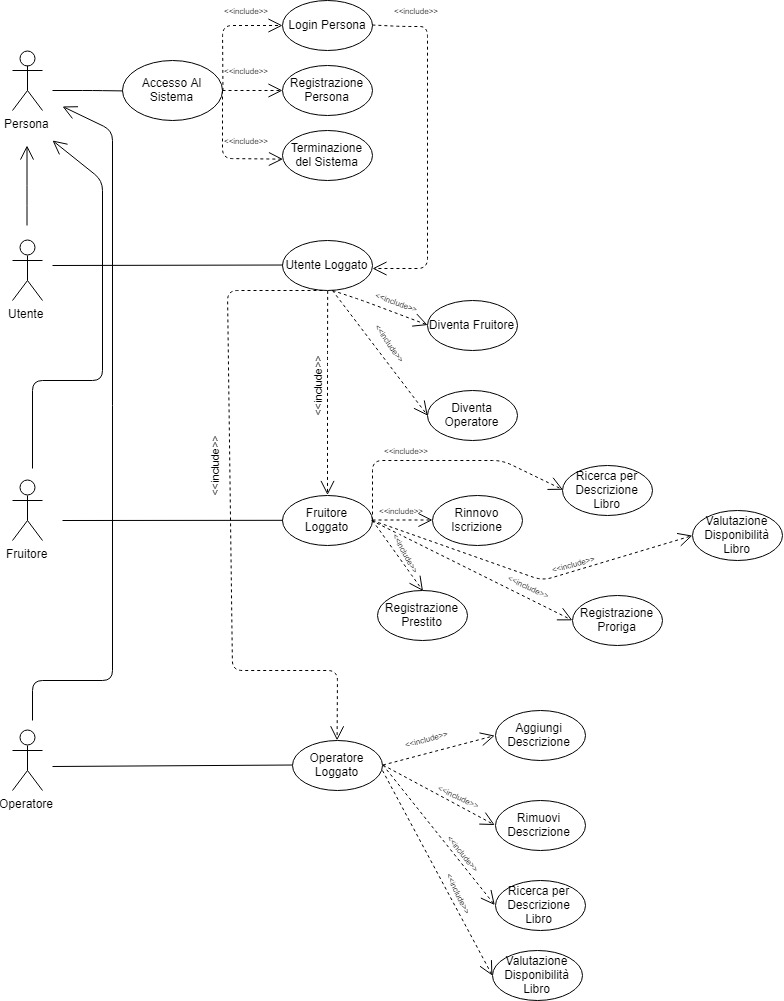 <<include>>
Login Persona
<<include>>
<<include>>
Accesso Al
Sistema
Registrazione
Persona
Persona
<<include>>
Terminazione
del Sistema
Utente Loggato
Utente
<<include>>
Diventa Fruitore
<<include>>
<<include>>
Diventa
Operatore
<<include>>
<<include>>
Ricerca per
Descrizione
Libro
Fruitore
Loggato
<<include>>
Rinnovo
Iscrizione
Valutazione
Disponibilità
Libro
Fruitore
<<include>>
<<include>>
<<include>>
Registrazione
Prestito
Registrazione
Proriga
Aggiungi
Descrizione
<<include>>
Operatore
Loggato
Operatore
<<include>>
Rimuovi
Descrizione
<<include>>
<<include>>
Ricerca per
Descrizione
Libro
Valutazione
Disponibilità
Libro